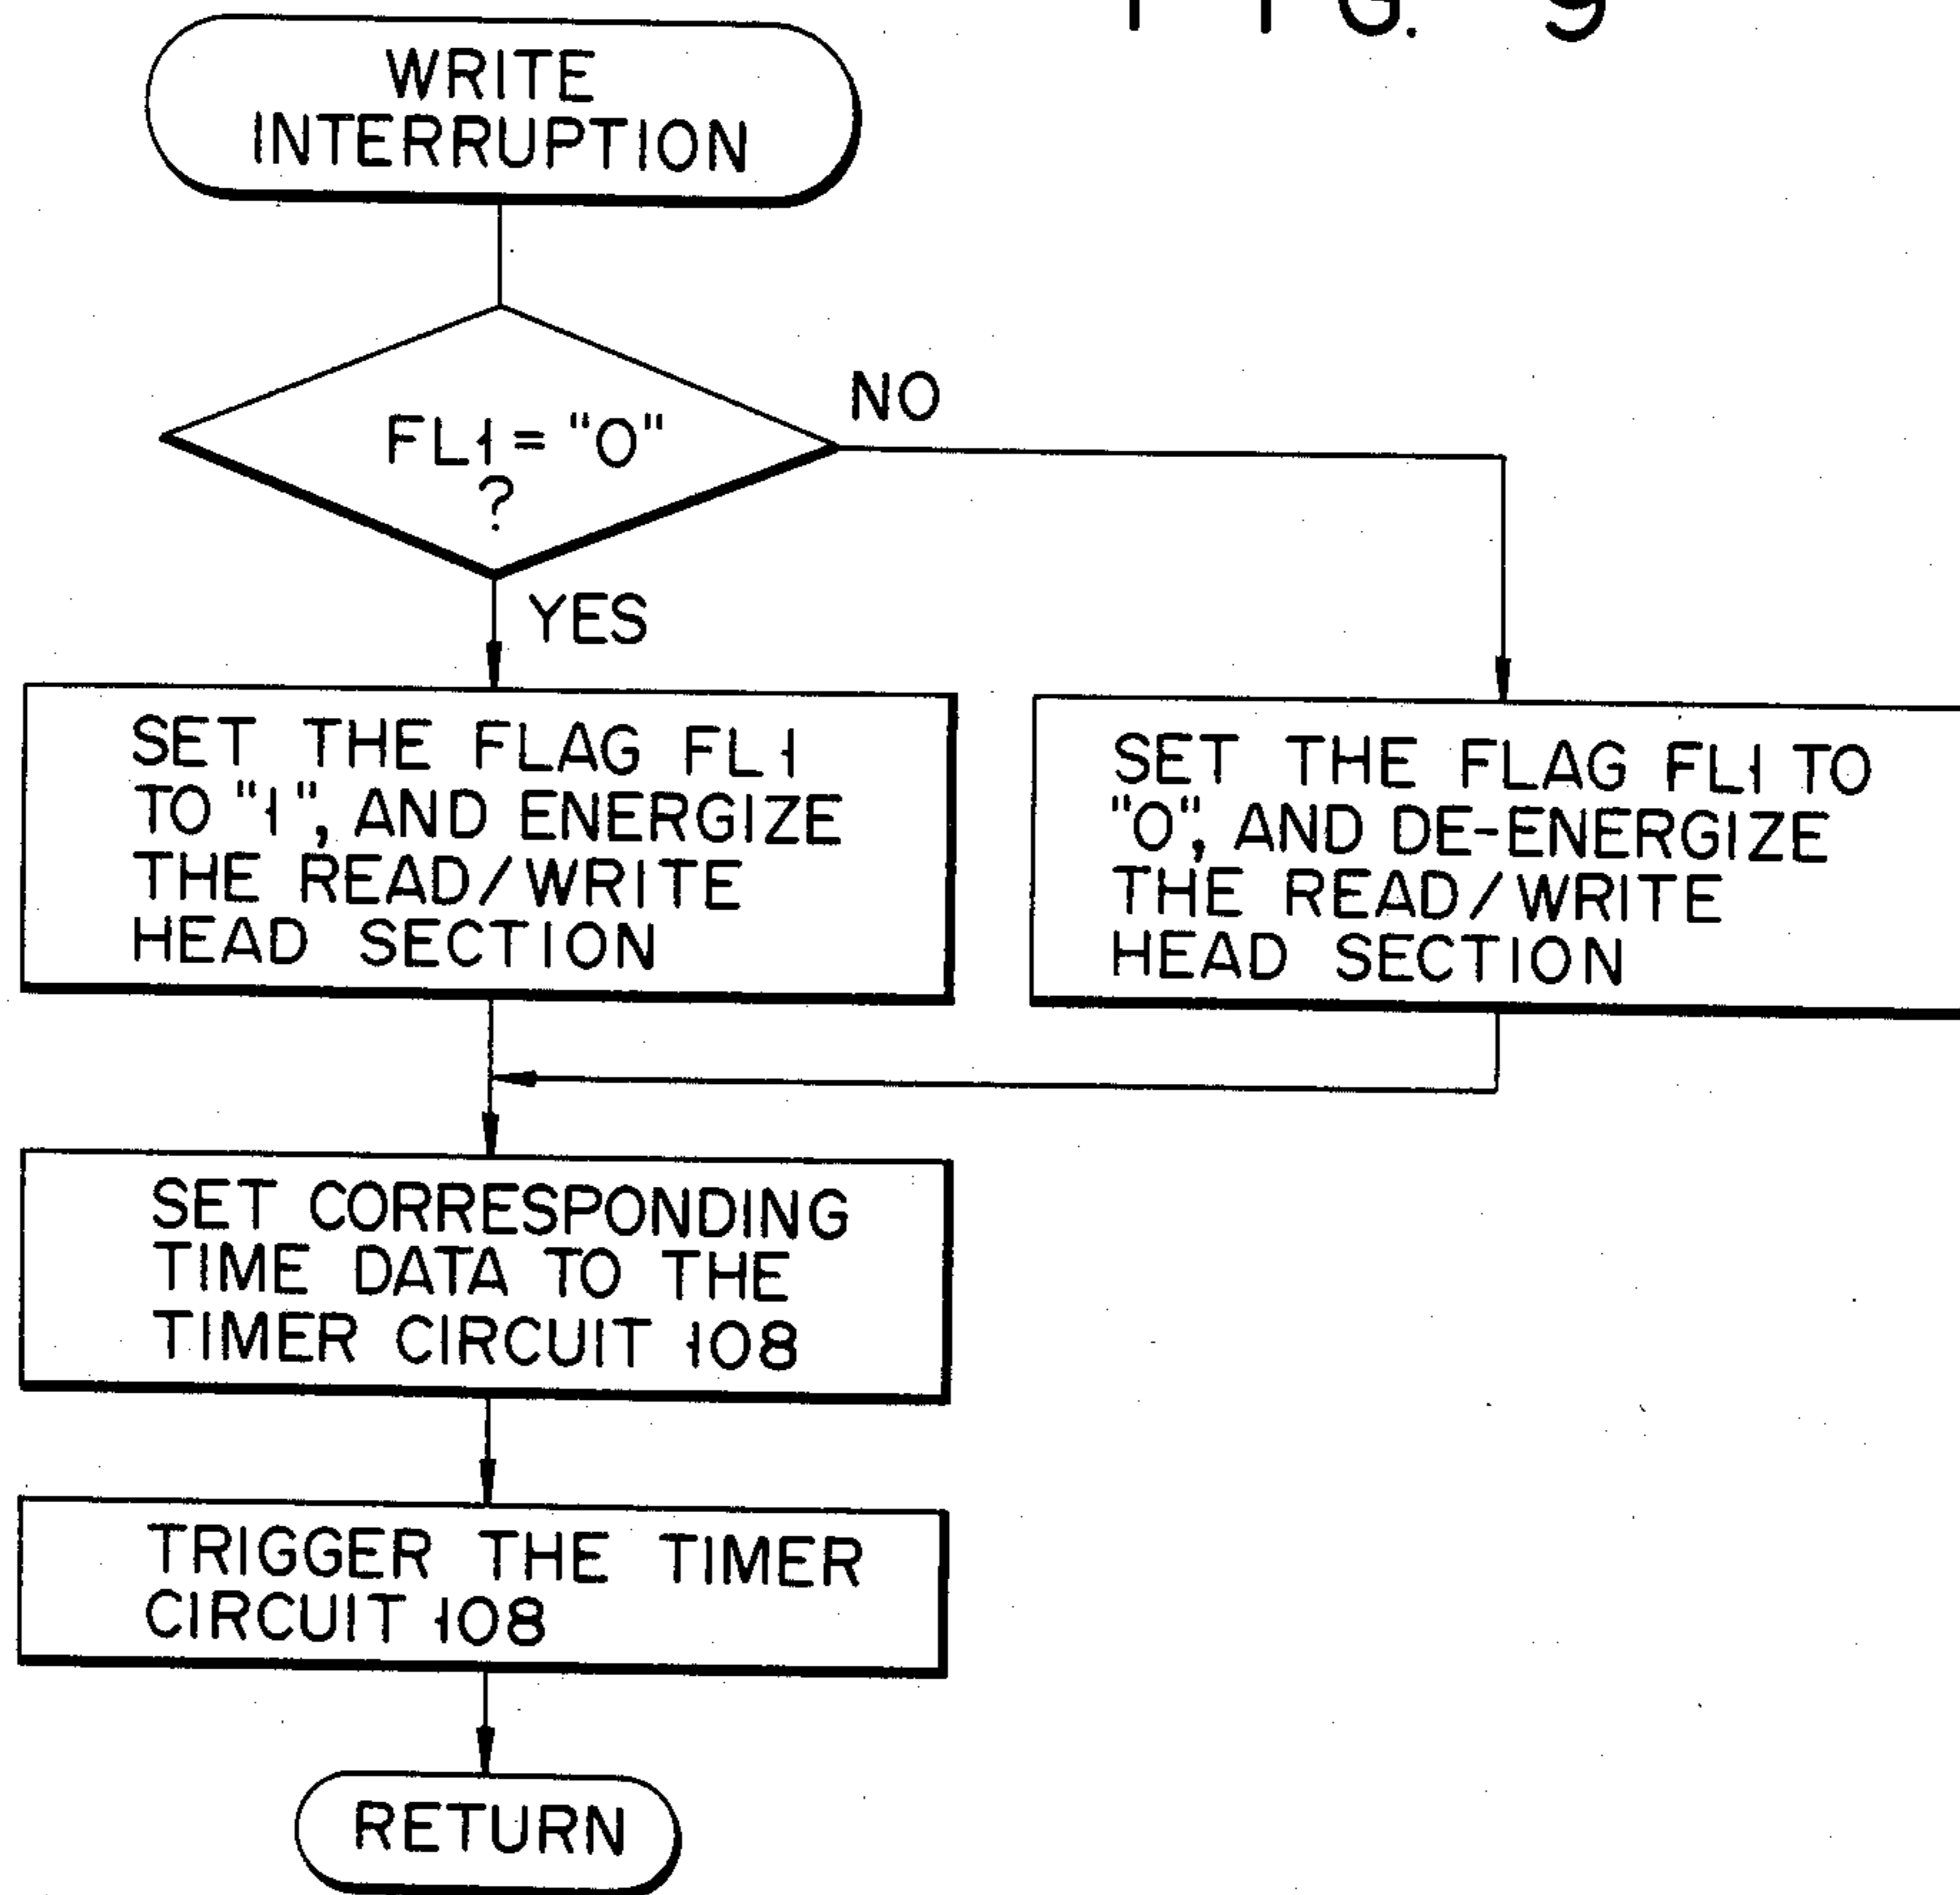 FIG. 9
WRITE
INTERRUPTION
FL1 = "0"
?
NO
YES
SET THE FLAG FL1
TO "1", AND ENERGIZE
THE READ/WRITE
HEAD SECTION
SET THE FLAG FL1 TO
"0", AND DE-ENERGIZE
THE READ/WRITE
HEAD SECTION
SET CORRESPONDING
TIME DATA TO THE
TIMER CIRCUIT 108
TRIGGER THE TIMER
CIRCUIT 108
RETURN